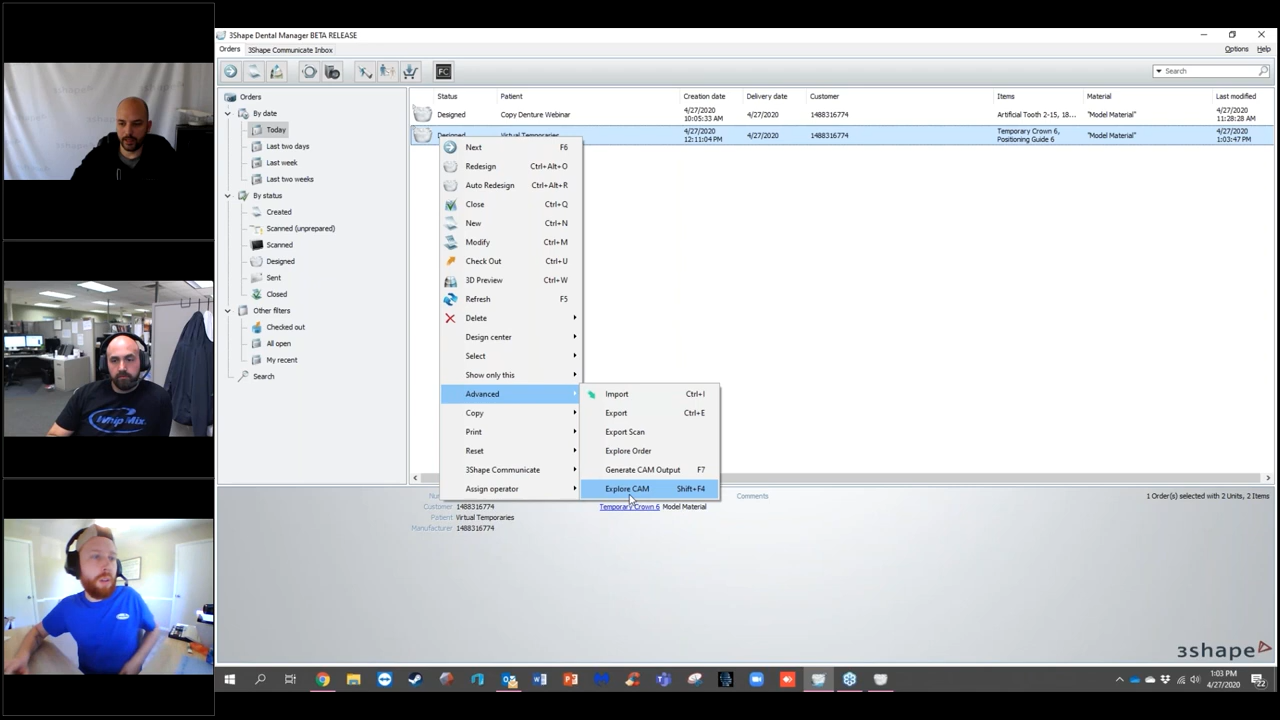 3Shape Dental Manager BETA RELEASE
Orders 3Shape Communicate Inbox Options Help
FC Search
Orders
By date
Today
Last two days
Last week
Last two weeks
By status
Created
Scanned (unprepared)
Scanned
Designed
Sent
Closed
Other filters
Checked out
All open
My recent
Search
Status Patient Creation date Delivery date Customer Items Material Last modified
Designed Copy Denture Webinar 4/27/2020 10:05:33 AM 4/27/2020 1488316774 Artificial Tooth 2-15, 18... "Model Material" 4/27/2020 11:28:28 AM
Designed Virtual Temporaries 4/27/2020 12:11:04 PM 4/27/2020 1488316774 Temporary Crown 6, Positioning Guide 6 "Model Material" 4/27/2020 1:03:47 PM
Next F6
Redesign Ctrl+Alt+O
Auto Redesign Ctrl+Alt+R
Close Ctrl+Q
New Ctrl+N
Modify Ctrl+M
Check Out Ctrl+U
3D Preview Ctrl+W
Refresh F5
Delete
Design center
Select
Show only this
Advanced
Copy
Print
Reset
3Shape Communicate
Assign operator
Import Ctrl+I
Export Ctrl+E
Export Scan
Explore Order
Generate CAM Output F7
Explore CAM Shift+F4
Comments 1 Order(s) selected with 2 Units, 2 Items
Customer 1488316774 Temporary Crown 6 Model Material
Patient Virtual Temporaries
Manufacturer 1488316774
3shape
1:03 PM
4/27/2020
22
Whip Mix